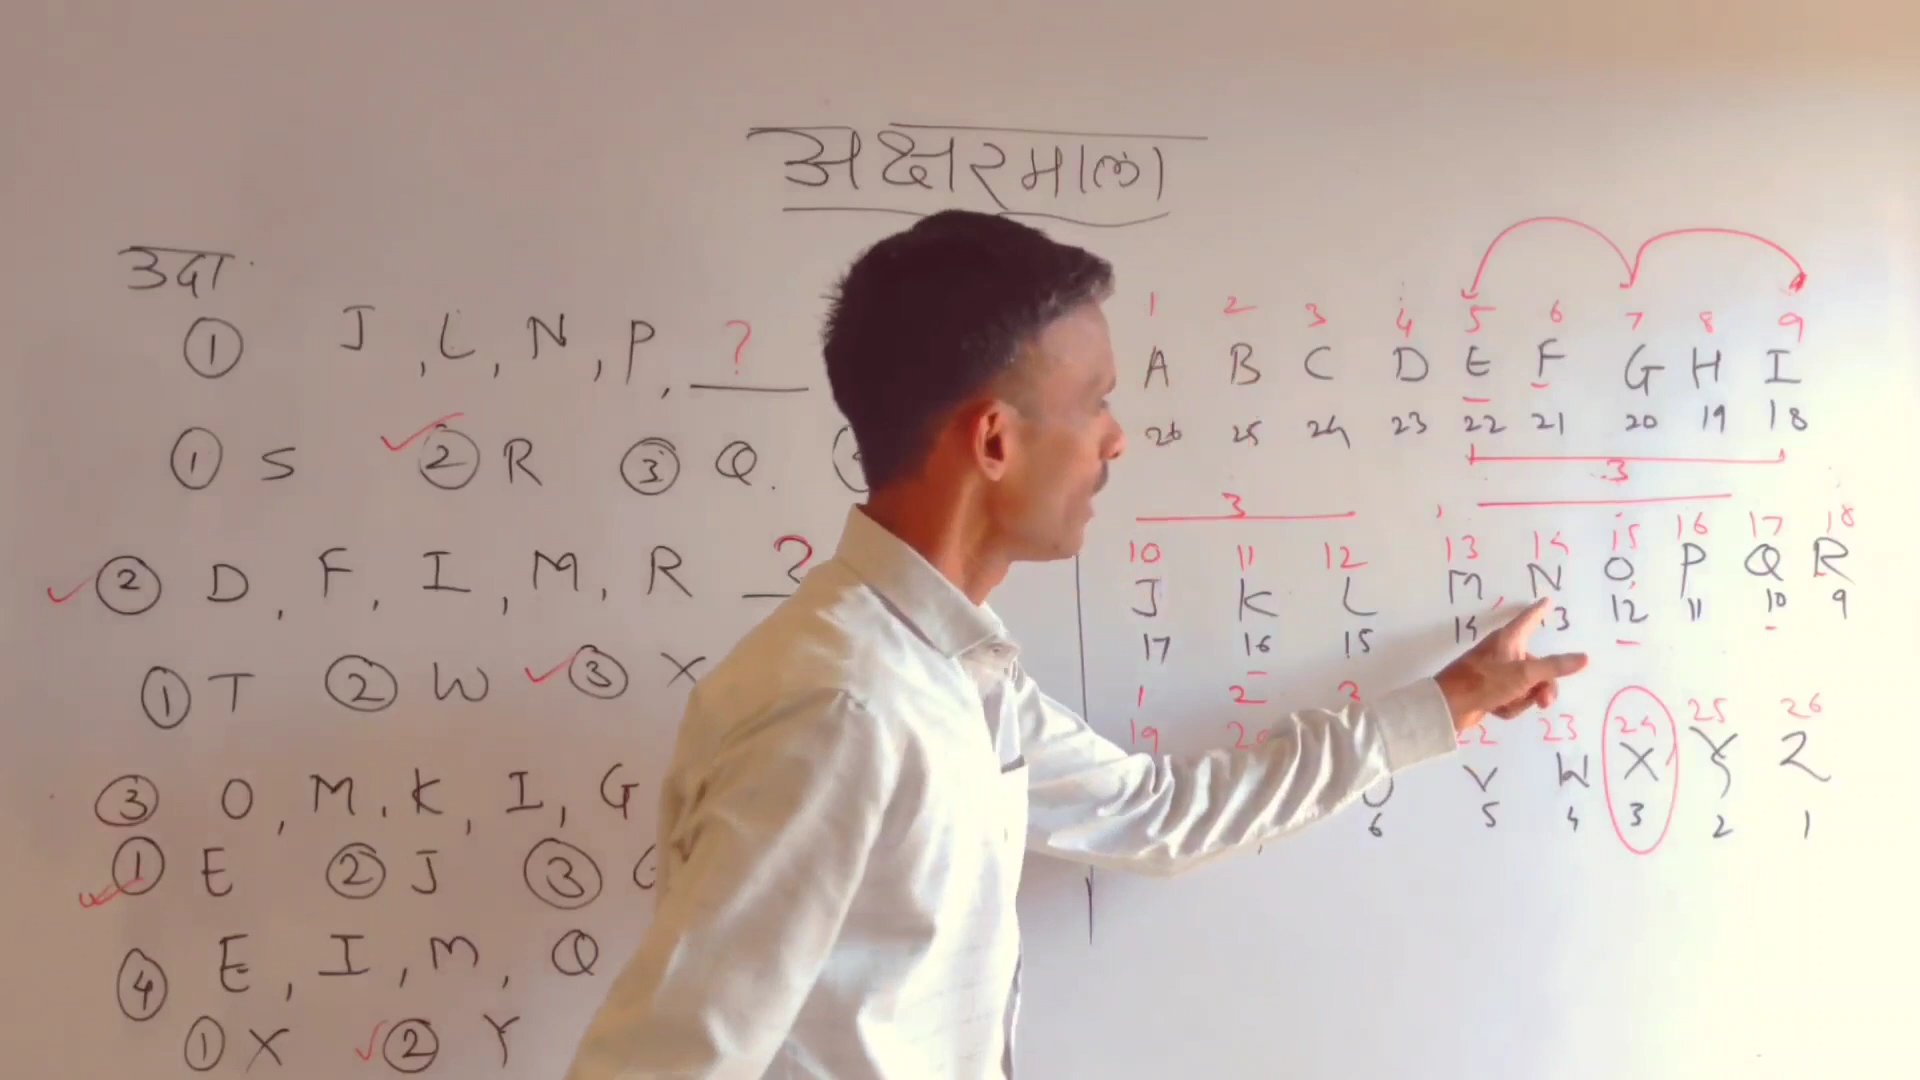 अक्षरमाला
उदा.
① J , L , N , P , ___?
① S ② R ③ Q
② D , F , I , M , R ?
① T ② W ③ X
③ O , M , K , I , G
① E ② J ③
④ E , I , M , Q
① X ② Y
1 2 3 4 5 6 7 8 9
A B C D E F G H I
26 25 24 23 22 21 20 19 18
3
3
10 11 12 13 14 15 16 17 18
J K L M N O P Q R
17 16 15 14 13 12 11 10 9
1 2 3
19 22 23 24 25 26
V W X Y Z
6 5 4 3 2 1